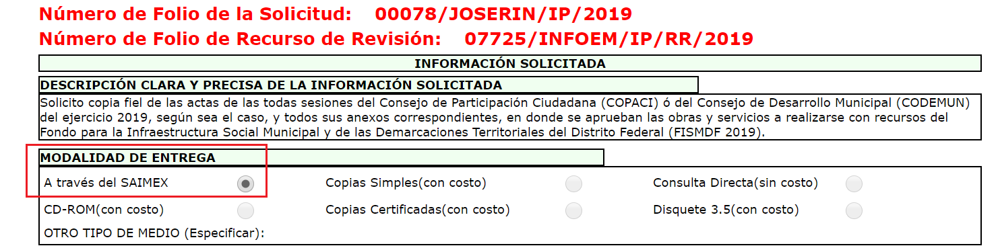 Número de Folio de la Solicitud: 00078/JOSERIN/IP/2019
Número de Folio de Recurso de Revisión: 07725/INFOEM/IP/RR/2019
INFORMACIÓN SOLICITADA
DESCRIPCIÓN CLARA Y PRECISA DE LA INFORMACIÓN SOLICITADA
Solicito copia fiel de las actas de las todas sesiones del Consejo de Participación Ciudadana (COPACI) ó del Consejo de Desarrollo Municipal (CODEMUN)
del ejercicio 2019, según sea el caso, y todos sus anexos correspondientes, en donde se aprueban las obras y servicios a realizarse con recursos del
Fondo para la Infraestructura Social Municipal y de las Demarcaciones Territoriales del Distrito Federal (FISMDF 2019).
MODALIDAD DE ENTREGA
A través del SAIMEX Copias Simples(con costo) Consulta Directa(sin costo)
CD-ROM(con costo) Copias Certificadas(con costo) Disquete 3.5(con costo)
OTRO TIPO DE MEDIO (Especificar):